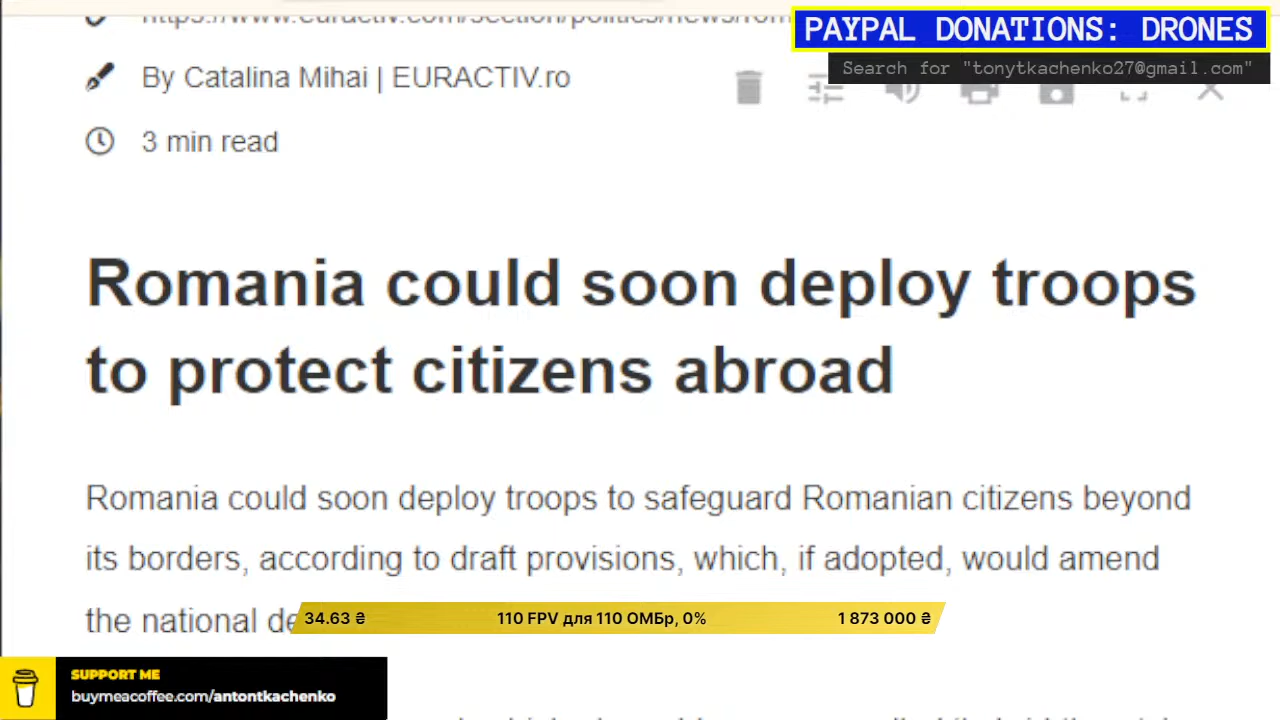 PAYPAL DONATIONS: DRONES
Search for "tonytkachenko27@gmail.com"
By Catalina Mihai | EURACTIV.ro
3 min read
Romania could soon deploy troops
to protect citizens abroad
Romania could soon deploy troops to safeguard Romanian citizens beyond
its borders, according to draft provisions, which, if adopted, would amend
the national
34.63 ₴ 110 FPV для 110 ОМБр, 0% 1 873 000 ₴
SUPPORT ME
buymeacoffee.com/antontkachenko